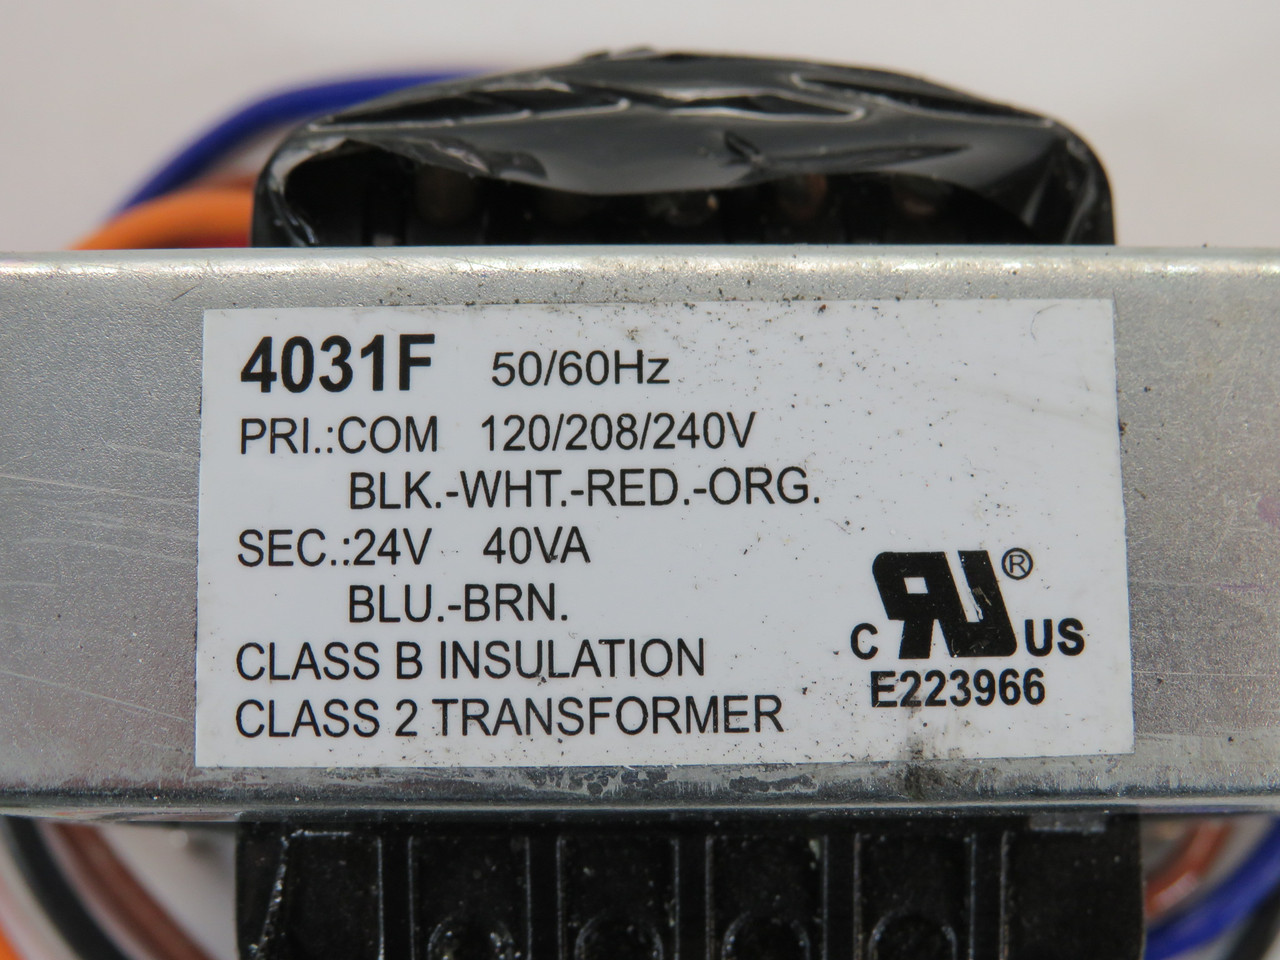 4031F 50/60Hz
PRI.:COM 120/208/240V
BLK.-WHT.-RED.-ORG.
SEC.:24V 40VA
BLU.-BRN.
CLASS B INSULATION
CLASS 2 TRANSFORMER
C RU ® US
E223966